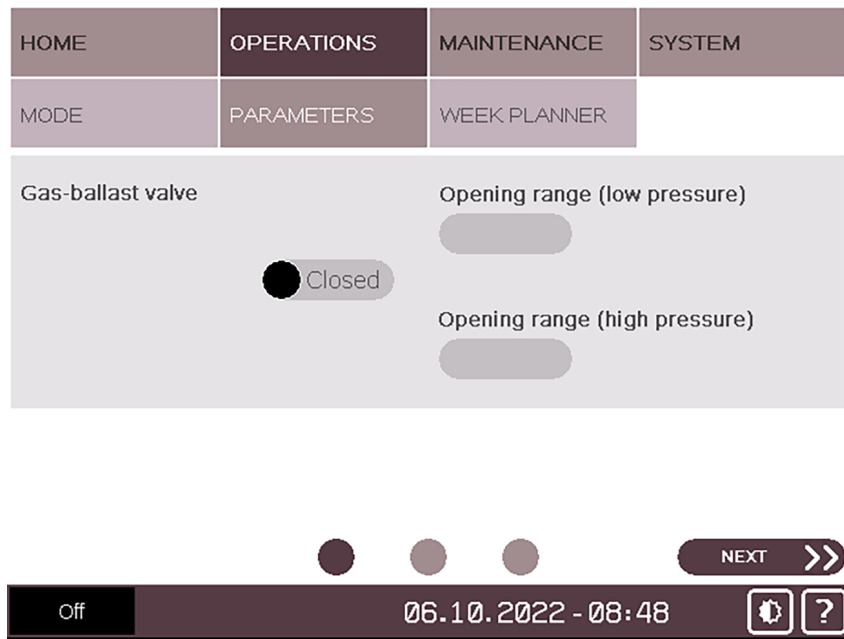 HOME OPERATIONS MAINTENANCE SYSTEM
MODE PARAMETERS WEEK PLANNER
Gas-ballast valve
Opening range (low pressure)
Closed
Opening range (high pressure)
NEXT
Off 06.10.2022 - 08:48 ?